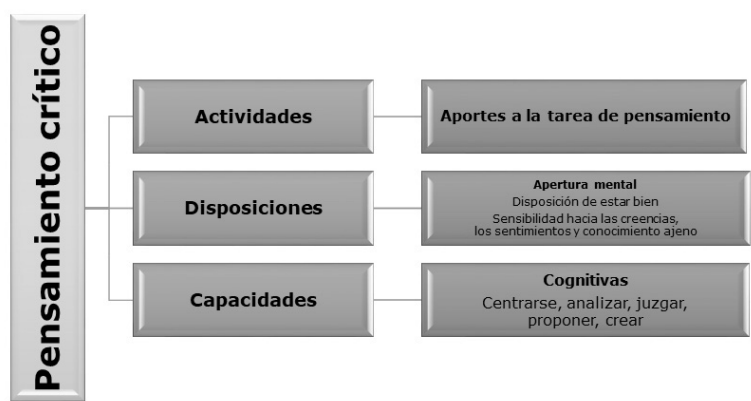 Pensamiento crítico
Actividades
Aportes a la tarea de pensamiento
Disposiciones
Apertura mental
Disposición de estar bien
Sensibilidad hacia las creencias,
los sentimientos y conocimiento ajeno
Capacidades
Cognitivas
Centrarse, analizar, juzgar,
proponer, crear